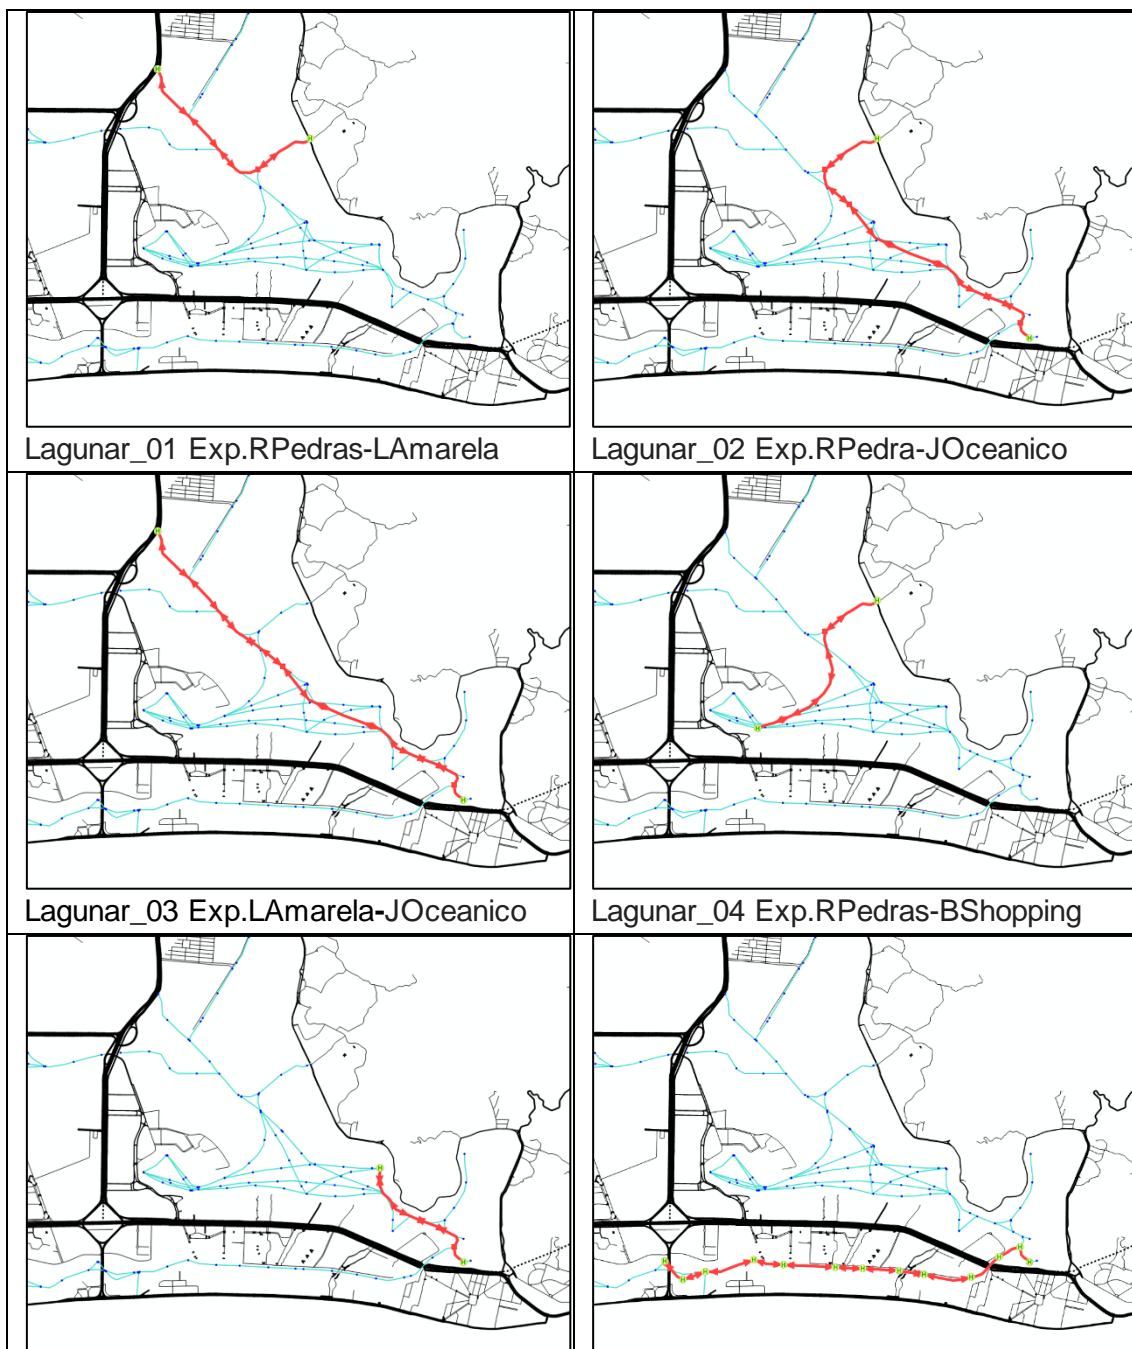 Lagunar_01 Exp.RPedras-LAmarela
Lagunar_02 Exp.RPedra-JOceanico
Lagunar_03 Exp.LAmarela-JOceanico
Lagunar_04 Exp.RPedras-BShopping